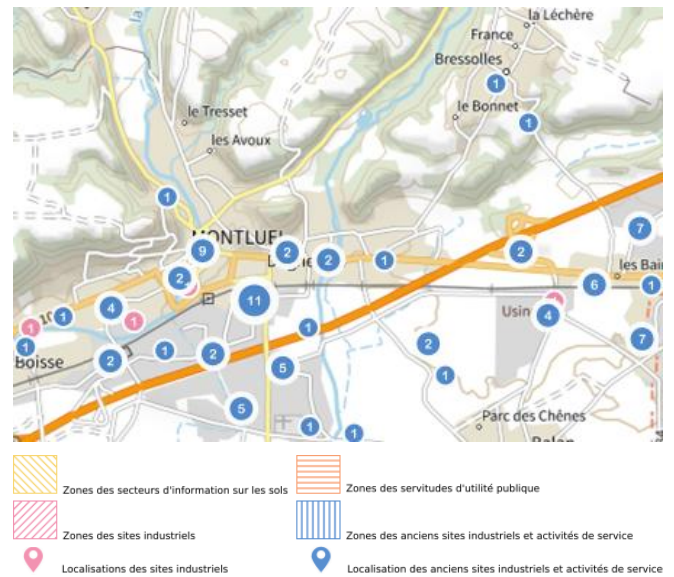 la Léchère
France
Bressolles
1
le Bonnet
1
le Tresset
les Avoux
1
MONTLUEL
9
2
2
1
2
7
les Bai
2
6
1
4
11
Usin
4
1
1
1
1
7
Boisse
2
1
2
5
2
1
5
1
1
Parc des Chênes
Balan
Zones des secteurs d'information sur les sols
Zones des servitudes d'utilité publique
Zones des sites industriels
Zones des anciens sites industriels et activités de service
Localisations des sites industriels
Localisation des anciens sites industriels et activités de service